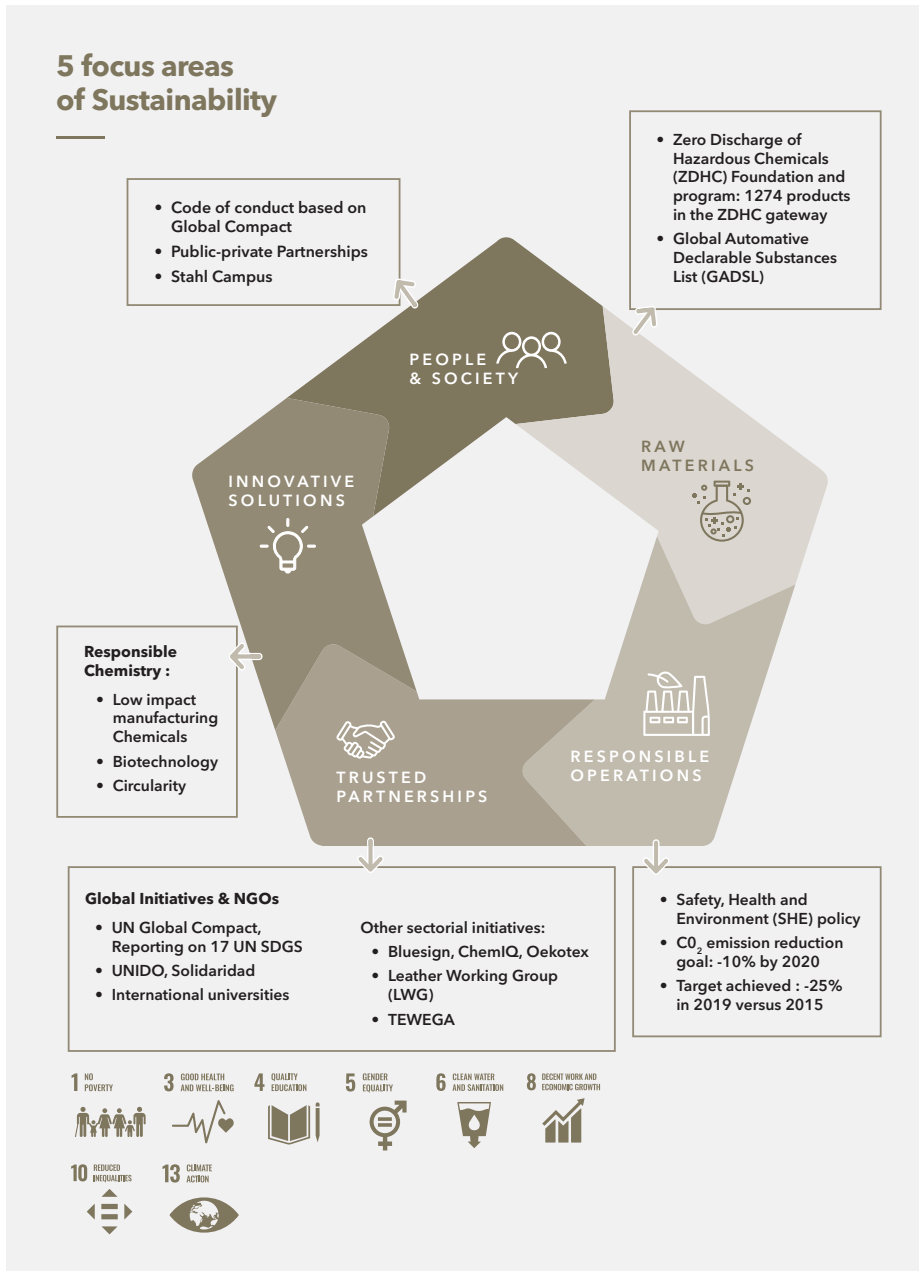 5 focus areas
of Sustainability
• Zero Discharge of
Hazardous Chemicals
(ZDHC) Foundation and
program: 1274 products
in the ZDHC gateway
• Global Automative
Declarable Substances
List (GADSL)
• Code of conduct based on
Global Compact
• Public-private Partnerships
• Stahl Campus
PEOPLE
& SOCIETY
RAW
MATERIALS
INNOVATIVE
SOLUTIONS
Responsible
Chemistry :
• Low impact
manufacturing
Chemicals
• Biotechnology
• Circularity
RESPONSIBLE
OPERATIONS
TRUSTED
PARTNERSHIPS
Global Initiatives & NGOs
• UN Global Compact,
Reporting on 17 UN SDGS
• UNIDO, Solidaridad
• International universities
Other sectorial initiatives:
• Bluesign, ChemIQ, Oekotex
• Leather Working Group
(LWG)
• TEWEGA
• Safety, Health and
Environment (SHE) policy
• C0₂ emission reduction
goal: -10% by 2020
• Target achieved : -25%
in 2019 versus 2015
1 NO
POVERTY
3 GOOD HEALTH
AND WELL-BEING
4 QUALITY
EDUCATION
5 GENDER
EQUALITY
6 CLEAN WATER
AND SANITATION
8 DECENT WORK AND
ECONOMIC GROWTH
10 REDUCED
INEQUALITIES
13 CLIMATE
ACTION